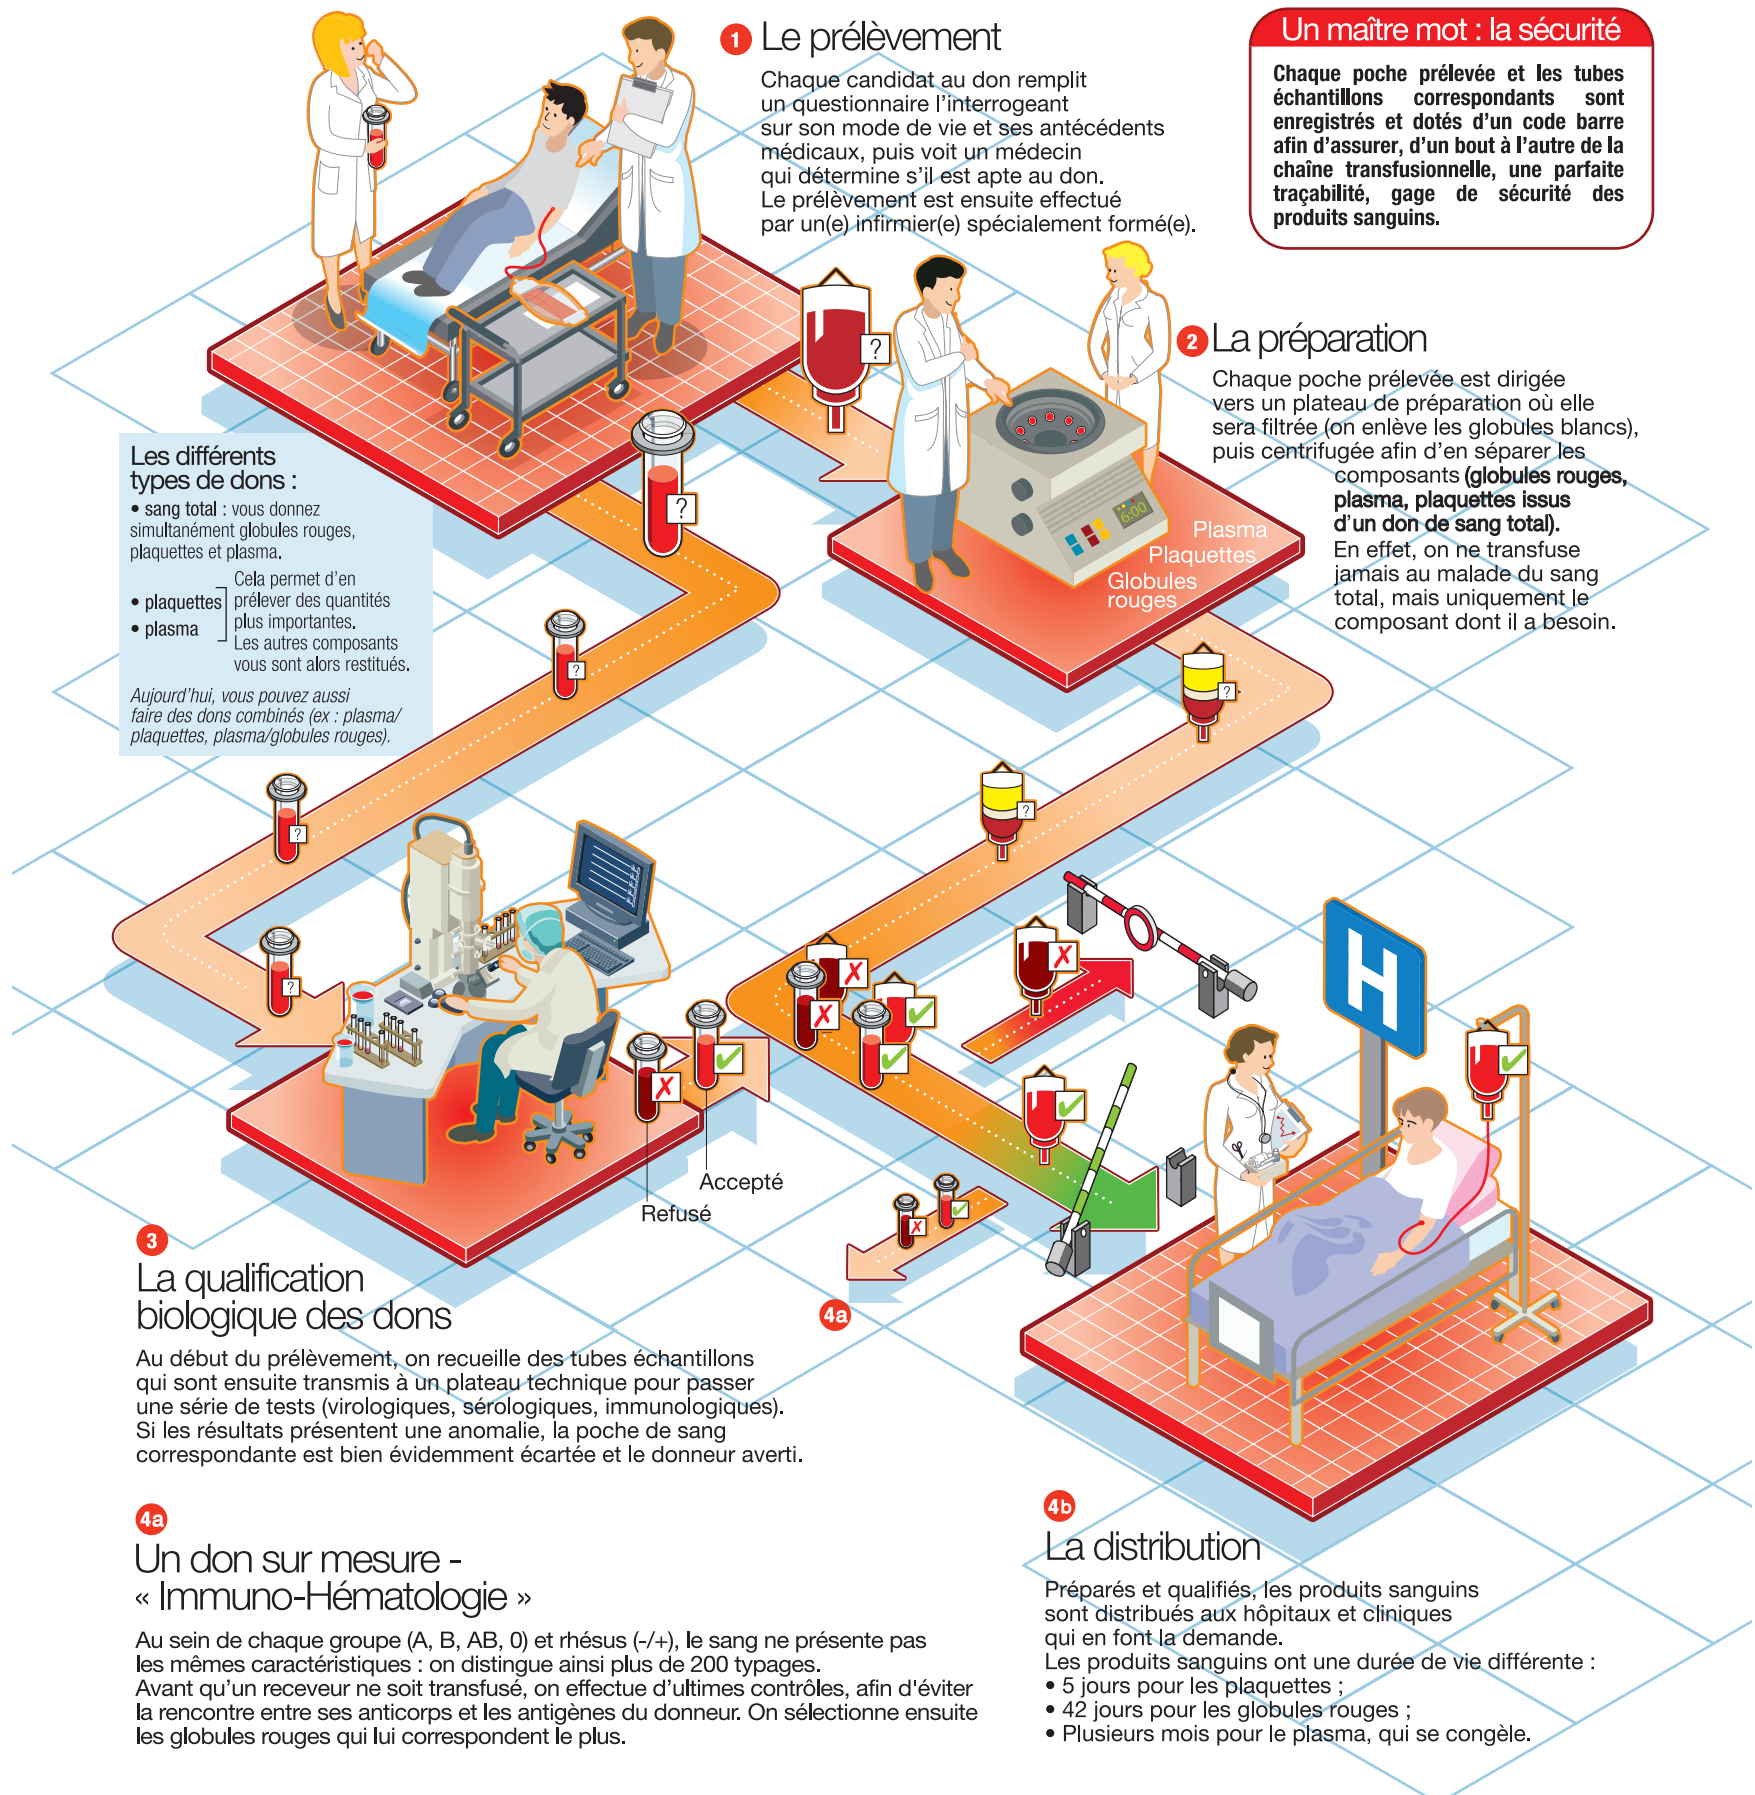 1 Le prélèvement
Chaque candidat au don remplit
un questionnaire l'interrogeant
sur son mode de vie et ses antécédents
médicaux, puis voit un médecin
qui détermine s'il est apte au don.
Le prélèvement est ensuite effectué
par un(e) infirmier(e) spécialement formé(e).
Un maître mot : la sécurité
Chaque poche prélevée et les tubes
échantillons correspondants sont
enregistrés et dotés d'un code barre
afin d'assurer, d'un bout à l'autre de la
chaîne transfusionnelle, une parfaite
traçabilité, gage de sécurité des
produits sanguins.
?
2 La préparation
Chaque poche prélevée est dirigée
vers un plateau de préparation où elle
sera filtrée (on enlève les globules blancs),
puis centrifugée afin d'en séparer les
composants (globules rouges,
plasma, plaquettes issus
d'un don de sang total).
En effet, on ne transfuse
jamais au malade du sang
total, mais uniquement le
composant dont il a besoin.
6:00
Plasma
Plaquettes
Globules
rouges
Les différents
types de dons :
• sang total : vous donnez
simultanément globules rouges,
plaquettes et plasma.
• plaquettes
• plasma
Cela permet d'en
prélever des quantités
plus importantes.
Les autres composants
vous sont alors restitués.
Aujourd'hui, vous pouvez aussi
faire des dons combinés (ex : plasma/
plaquettes, plasma/globules rouges).
?
?
?
?
?
?
H
Accepté
Refusé
4a
3
La qualification
biologique des dons
Au début du prélèvement, on recueille des tubes échantillons
qui sont ensuite transmis à un plateau technique pour passer
une série de tests (virologiques, sérologiques, immunologiques).
Si les résultats présentent une anomalie, la poche de sang
correspondante est bien évidemment écartée et le donneur averti.
4a
Un don sur mesure -
« Immuno-Hématologie »
Au sein de chaque groupe (A, B, AB, 0) et rhésus (-/+), le sang ne présente pas
les mêmes caractéristiques : on distingue ainsi plus de 200 typages.
Avant qu'un receveur ne soit transfusé, on effectue d'ultimes contrôles, afin d'éviter
la rencontre entre ses anticorps et les antigènes du donneur. On sélectionne ensuite
les globules rouges qui lui correspondent le plus.
4b
La distribution
Préparés et qualifiés, les produits sanguins
sont distribués aux hôpitaux et cliniques
qui en font la demande.
Les produits sanguins ont une durée de vie différente :
• 5 jours pour les plaquettes ;
• 42 jours pour les globules rouges ;
• Plusieurs mois pour le plasma, qui se congèle.